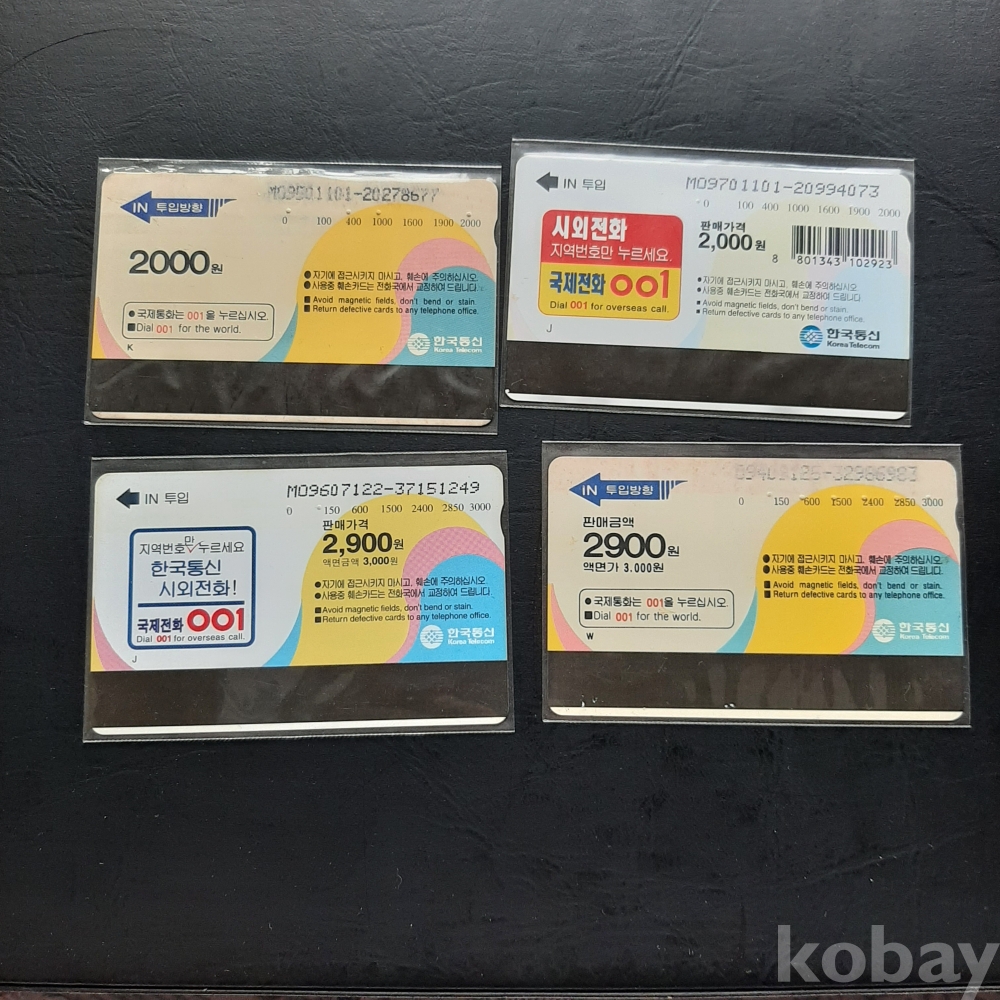 IN 투입방향
0 100 400 1000 1600 1900 2000
2000원
● 자기에 접근시키지 마시고, 훼손에 주의하십시오.
● 사용중 훼손카드는 전화국에서 교정하여 드립니다
■ Avoid magnetic fields, don't bend or stain.
■ Return defective cards to any telephone office.
● 국제통화는 001을 누르십시오.
■ Dial 001 for the world.
K
한국통신
Korea Telecom
IN 투입
M09701101-20994073
0 100 400 1000 1600 1900 2000
시외전화
지역번호만 누르세요.
국제전화 001
Dial 001 for overseas call.
판매가격
2,000원
8 801343 102923
● 자기에 접근시키지 마시고, 훼손에 주의하십시오.
● 사용중 훼손카드는 전화국에서 교정하여 드립니다
■ Avoid magnetic fields, don't bend or stain.
■ Return defective cards to any telephone office.
J
한국통신
Korea Telecom
IN 투입
M09607122-37151249
0 150 600 1500 2400 2850 3000
만
지역번호 누르세요
한국통신
시외전화!
국제전화 001
Dial 001 for overseas call.
판매가격
2,900원
액면금액 3,000원
● 자기에 접근시키지 마시고, 훼손에 주의하십시오.
● 사용중 훼손카드는 전화국에서 교정하여 드립니다.
■ Avoid magnetic fields, don't bend or stain.
■ Return defective cards to any telephone office.
J
한국통신
Korea Telecom
IN 투입방향
0 150 600 1500 2400 2850 3000
판매금액
2900원
액면가 3.000원
● 자기에 접근시키지 마시고, 훼손에 주의하십시오.
● 사용중 훼손카드는 전화국에서 교정하여 드립니다.
■ Avoid magnetic fields, don't bend or stain.
■ Return defective cards to any telephone office.
● 국제통화는 001을 누르십시오.
■ Dial 001 for the world.
W
한국통신
Korea Telecom
kobay